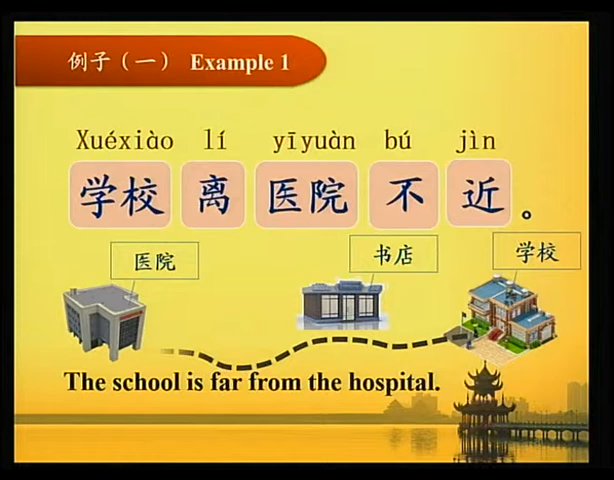 例子（一） Example 1
Xuéxiào lí yīyuàn bú jìn
学校 离 医院 不 近 。
医院
书店
学校
The school is far from the hospital.